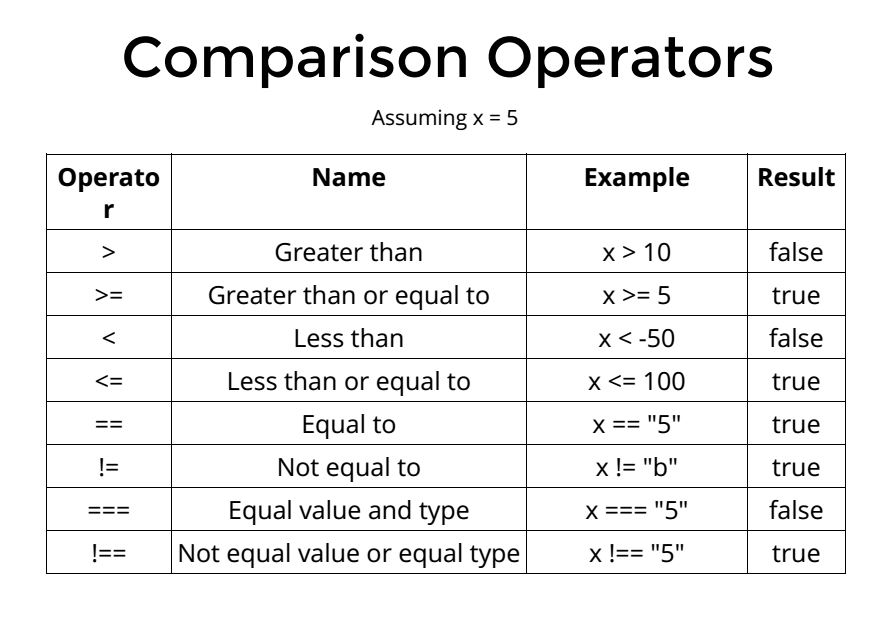 Comparison Operators
Assuming x = 5
Operato
r Name Example Result
> Greater than x > 10 false
>= Greater than or equal to x >= 5 true
< Less than x < -50 false
<= Less than or equal to x <= 100 true
== Equal to x == "5" true
!= Not equal to x != "b" true
=== Equal value and type x === "5" false
!== Not equal value or equal type x !== "5" true